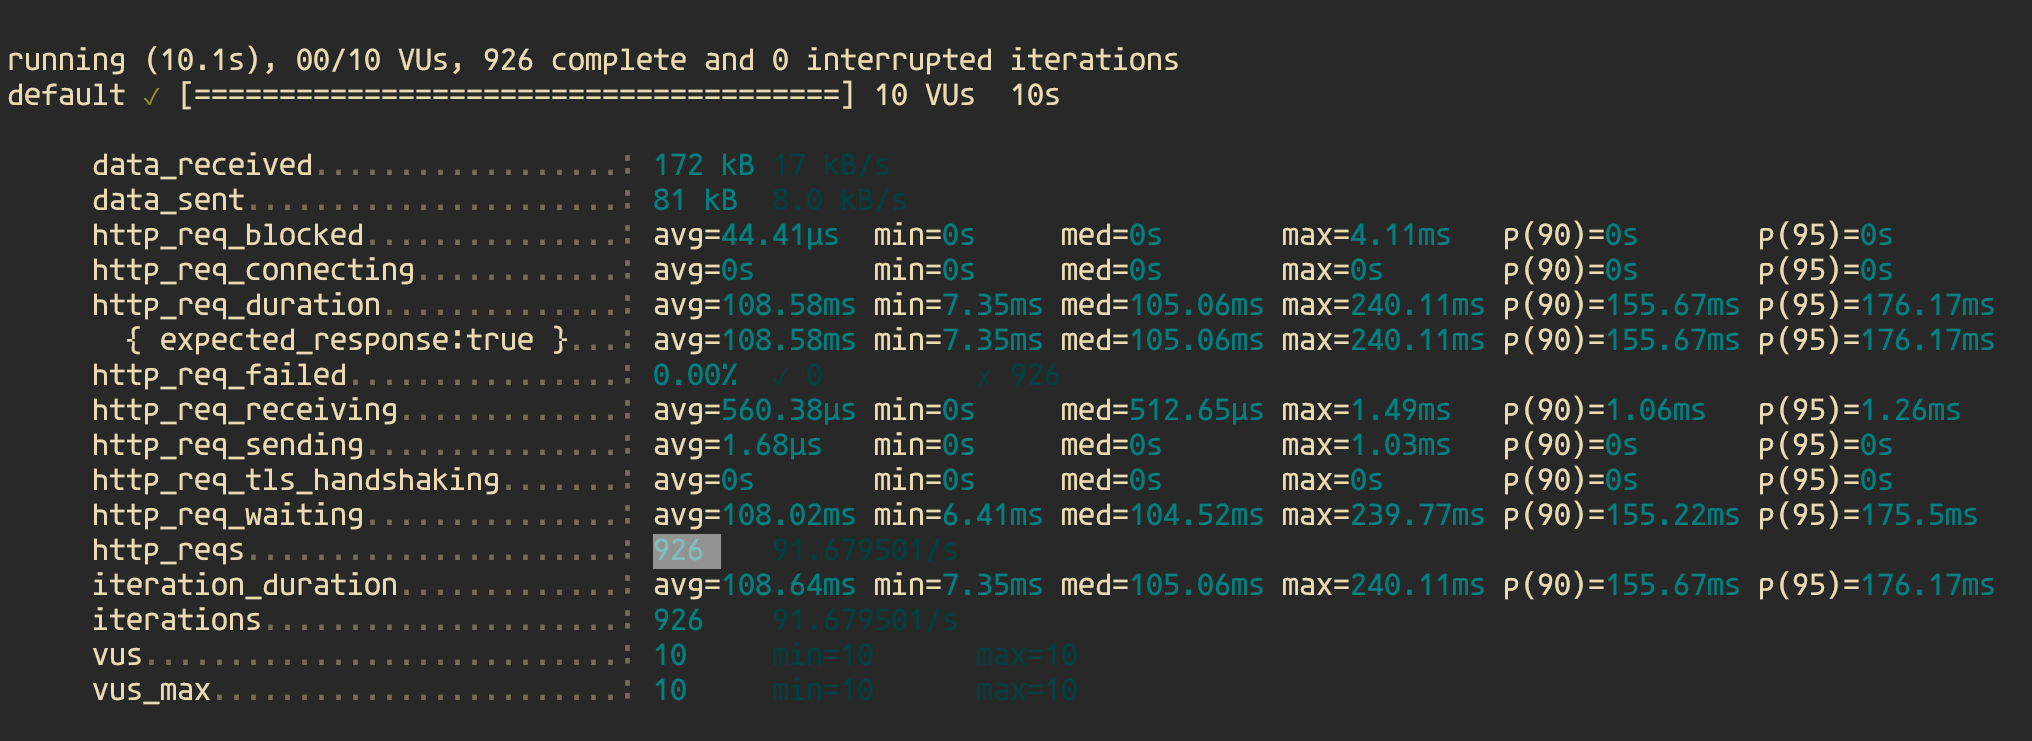 running (10.1s), 00/10 VUs, 926 complete and 0 interrupted iterations
default ✓ [======================================] 10 VUs  10s
data_received..................: 172 kB 17 kB/s
data_sent......................: 81 kB  8.0 kB/s
http_req_blocked...............: avg=44.41µs  min=0s     med=0s       max=4.11ms   p(90)=0s       p(95)=0s
http_req_connecting............: avg=0s       min=0s     med=0s       max=0s       p(90)=0s       p(95)=0s
http_req_duration..............: avg=108.58ms min=7.35ms med=105.06ms max=240.11ms p(90)=155.67ms p(95)=176.17ms
{ expected_response:true }...: avg=108.58ms min=7.35ms med=105.06ms max=240.11ms p(90)=155.67ms p(95)=176.17ms
http_req_failed................: 0.00%  ✓ 0         ✗ 926
http_req_receiving.............: avg=560.38µs min=0s     med=512.65µs max=1.49ms   p(90)=1.06ms   p(95)=1.26ms
http_req_sending...............: avg=1.68µs   min=0s     med=0s       max=1.03ms   p(90)=0s       p(95)=0s
http_req_tls_handshaking.......: avg=0s       min=0s     med=0s       max=0s       p(90)=0s       p(95)=0s
http_req_waiting...............: avg=108.02ms min=6.41ms med=104.52ms max=239.77ms p(90)=155.22ms p(95)=175.5ms
http_reqs......................: 926    91.679501/s
iteration_duration.............: avg=108.64ms min=7.35ms med=105.06ms max=240.11ms p(90)=155.67ms p(95)=176.17ms
iterations.....................: 926    91.679501/s
vus............................: 10     min=10      max=10
vus_max........................: 10     min=10      max=10